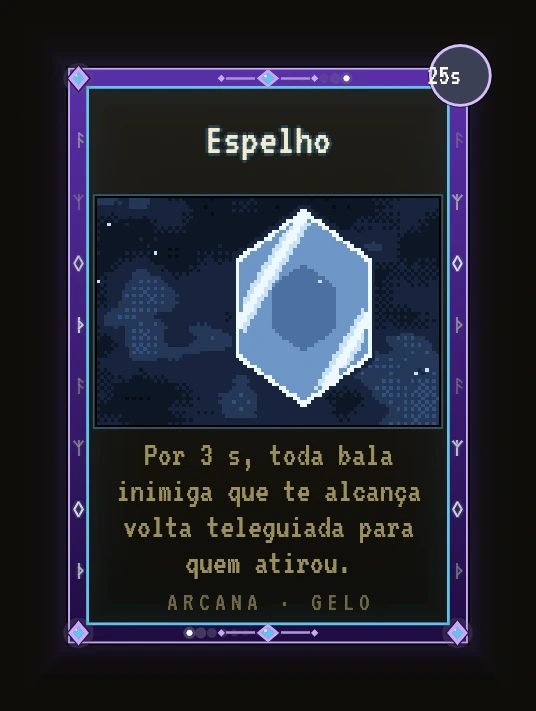 25s
Espelho
Por 3 s, toda bala
inimiga que te alcança
volta teleguiada para
quem atirou.
ARCANA · GELO